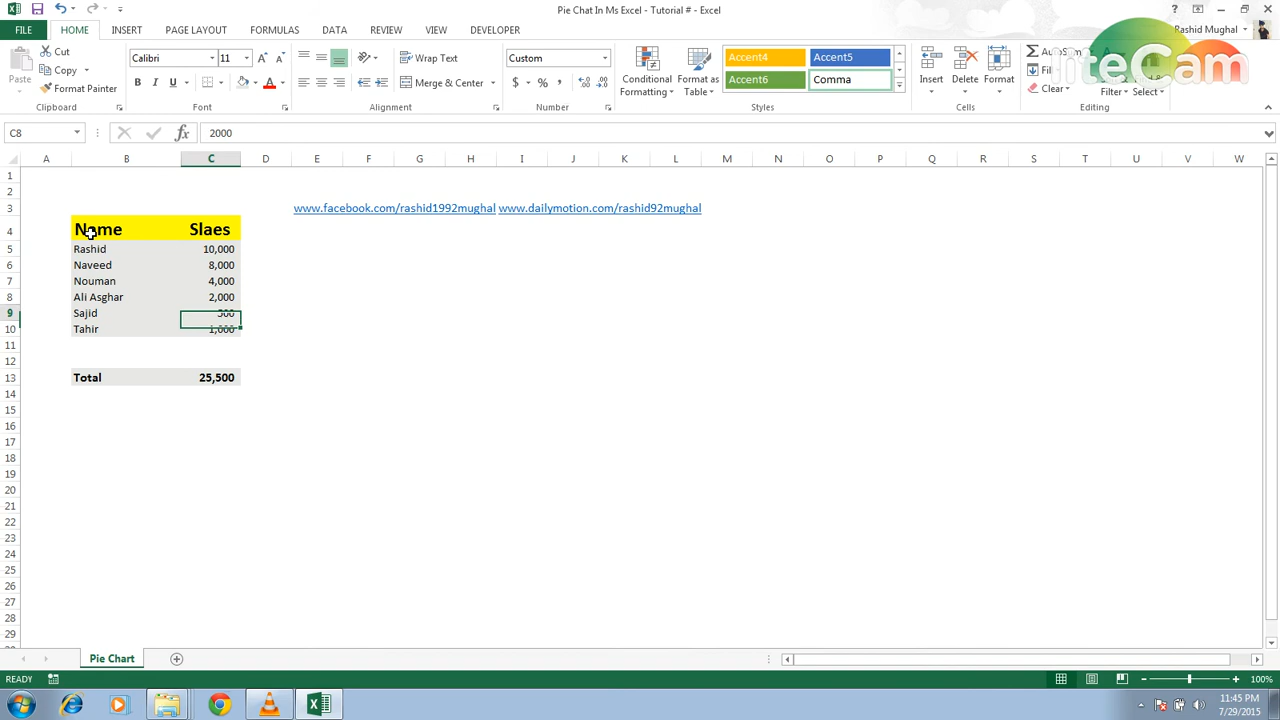 Pie Chat In Ms Excel - Tutorial # - Excel
FILE HOME INSERT PAGE LAYOUT FORMULAS DATA REVIEW VIEW DEVELOPER Rashid Mughal
Paste Cut Copy Format Painter
Calibri 11 B I U A
Wrap Text Merge & Center
Custom $ % ,
Conditional Formatting Format as Table
Accent4 Accent5 Accent6 Comma
Insert Delete Format
Fill Clear Filter Select
Clipboard Font Alignment Number Styles Cells Editing
C8 fx 2000
A B C D E F G H I J K L M N O P Q R S T U V W
1
2
3 www.facebook.com/rashid1992mughal www.dailymotion.com/rashid92mughal
4 Name Slaes
5 Rashid 10,000
6 Naveed 8,000
7 Nouman 4,000
8 Ali Asghar 2,000
9 Sajid 500
10 Tahir 1,000
11
12
13 Total 25,500
14
15
16
17
18
19
20
21
22
23
24
25
26
27
28
29
Pie Chart
READY 100%
11:45 PM
7/29/2015